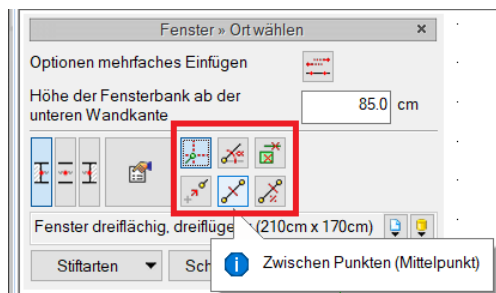 Fenster » Ort wählen
Optionen mehrfaches Einfügen
Höhe der Fensterbank ab der
unteren Wandkante
85.0 cm
Fenster dreiflächig, dreiflüge (210cm x 170cm)
Stiftarten
Sch
Zwischen Punkten (Mittelpunkt)